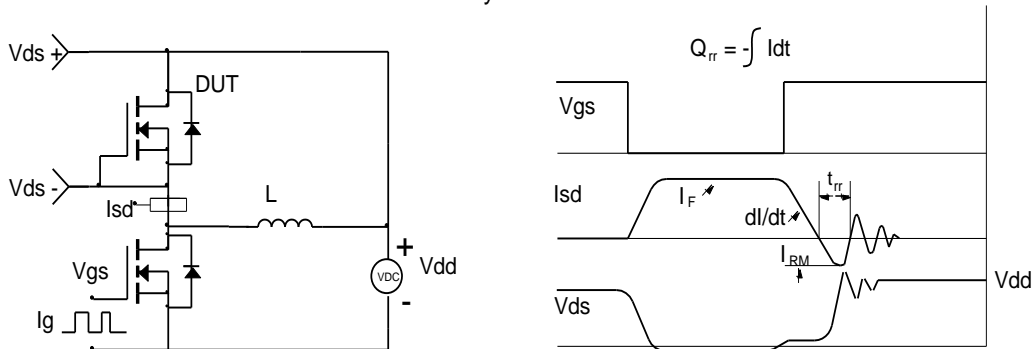 Vds +
DUT
Vds -
Isd
L
Vgs
Ig
VDC
+
-
Vdd
Qrr = -∫ Idt
Vgs
Isd
IF
dI/dt
trr
IRM
Vds
Vdd